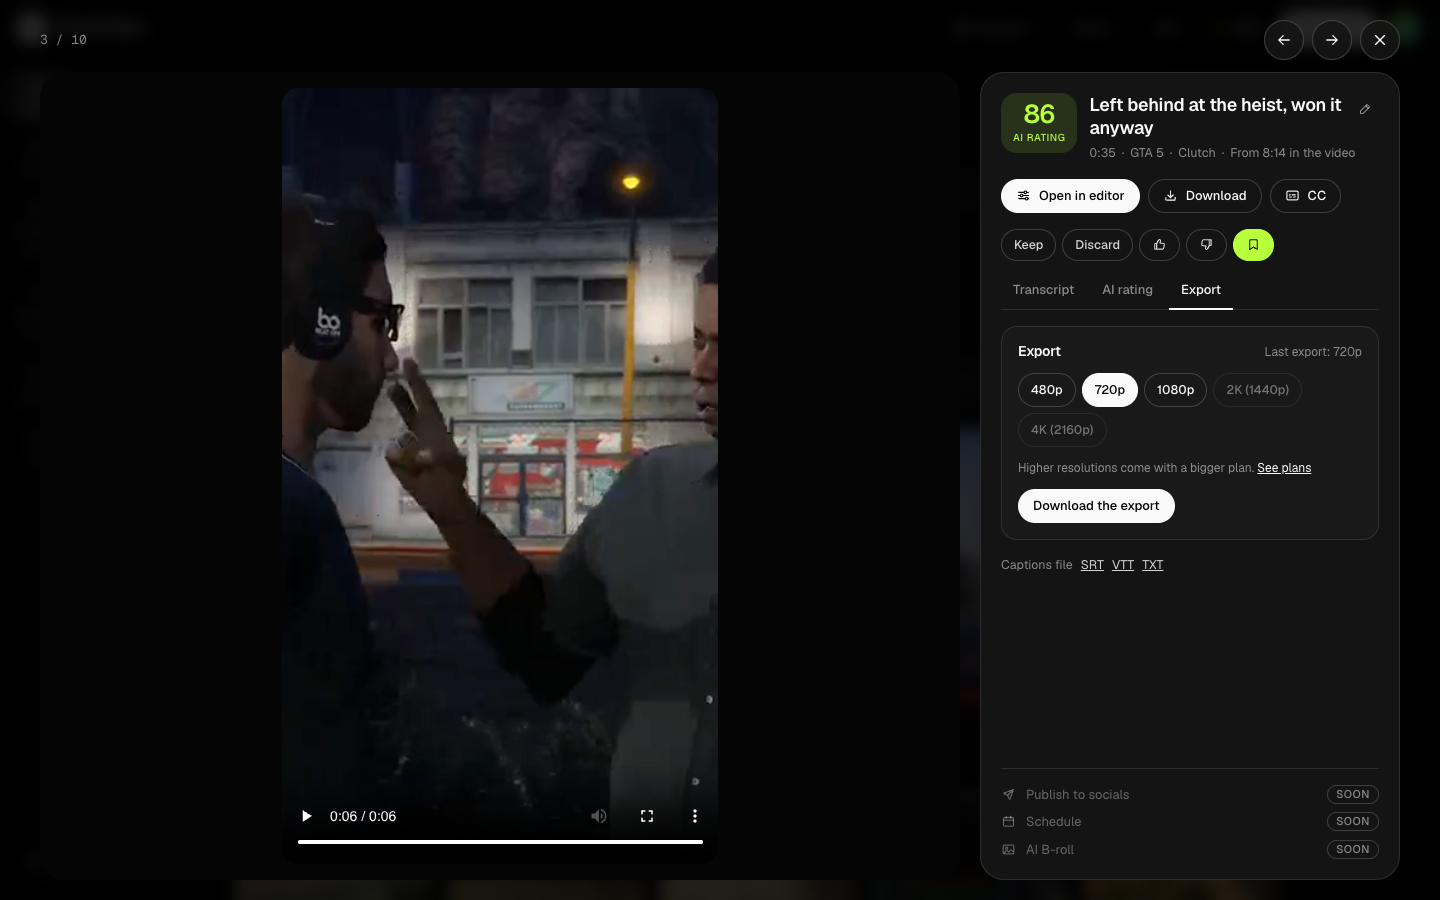 3 / 10
86
AI RATING
Left behind at the heist, won it
anyway
0:35 · GTA 5 · Clutch · From 8:14 in the video
Open in editor
Download
CC
Keep
Discard
Transcript
AI rating
Export
Export
Last export: 720p
480p
720p
1080p
2K (1440p)
4K (2160p)
Higher resolutions come with a bigger plan. See plans
Download the export
Captions file SRT VTT TXT
Publish to socials
SOON
Schedule
SOON
AI B-roll
SOON
0:06 / 0:06